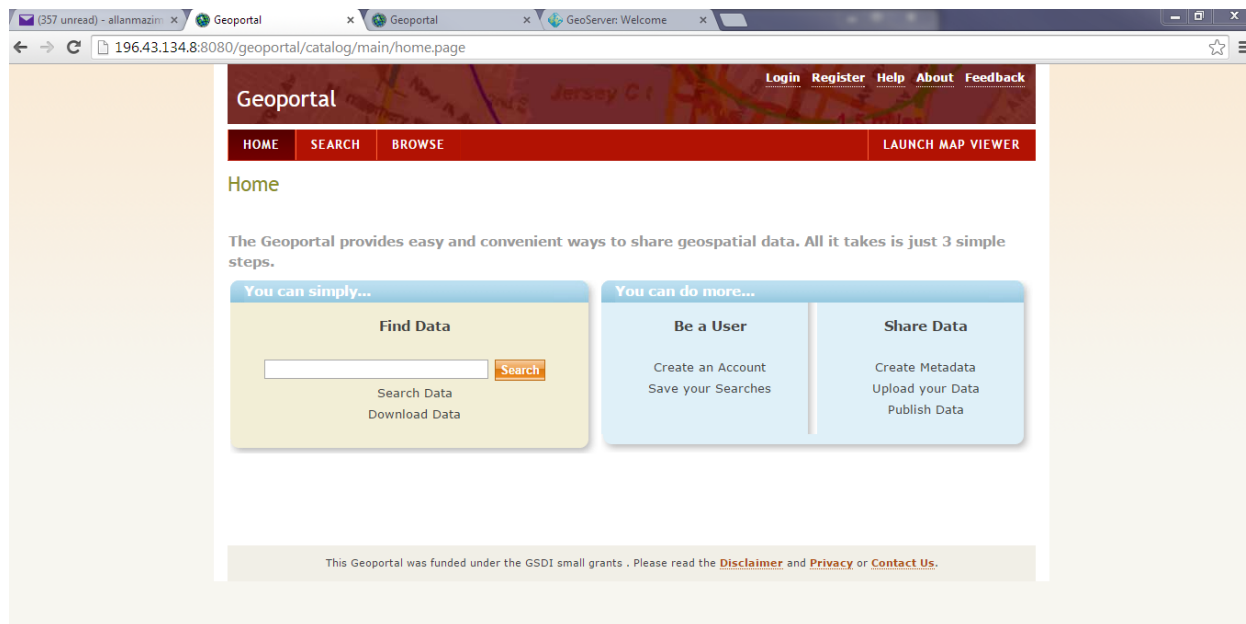 (357 unread) - allanmazim
Geoportal
Geoportal
GeoServer: Welcome
196.43.134.8:8080/geoportal/catalog/main/home.page
Login Register Help About Feedback
Geoportal
Jersey C t
HOME SEARCH BROWSE LAUNCH MAP VIEWER
Home
The Geoportal provides easy and convenient ways to share geospatial data. All it takes is just 3 simple
steps.
You can simply...
Find Data
Search
Search Data
Download Data
You can do more...
Be a User
Create an Account
Save your Searches
Share Data
Create Metadata
Upload your Data
Publish Data
This Geoportal was funded under the GSDI small grants . Please read the Disclaimer and Privacy or Contact Us.